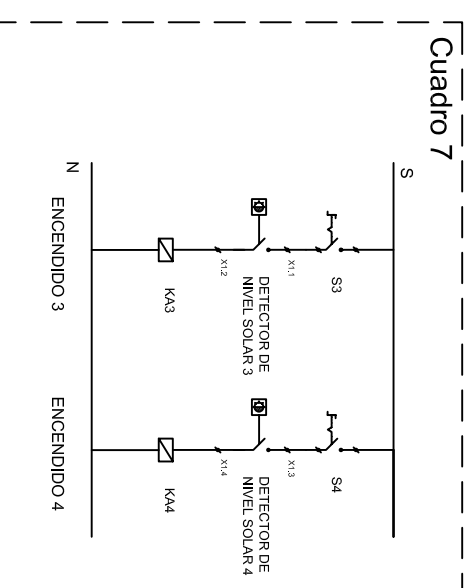 Cuadro 7
S
S3
S4
X1.1
X1.3
DETECTOR DE
NIVEL SOLAR 3
DETECTOR DE
NIVEL SOLAR 4
X1.2
X1.4
KA3
KA4
N
ENCENDIDO 3
ENCENDIDO 4